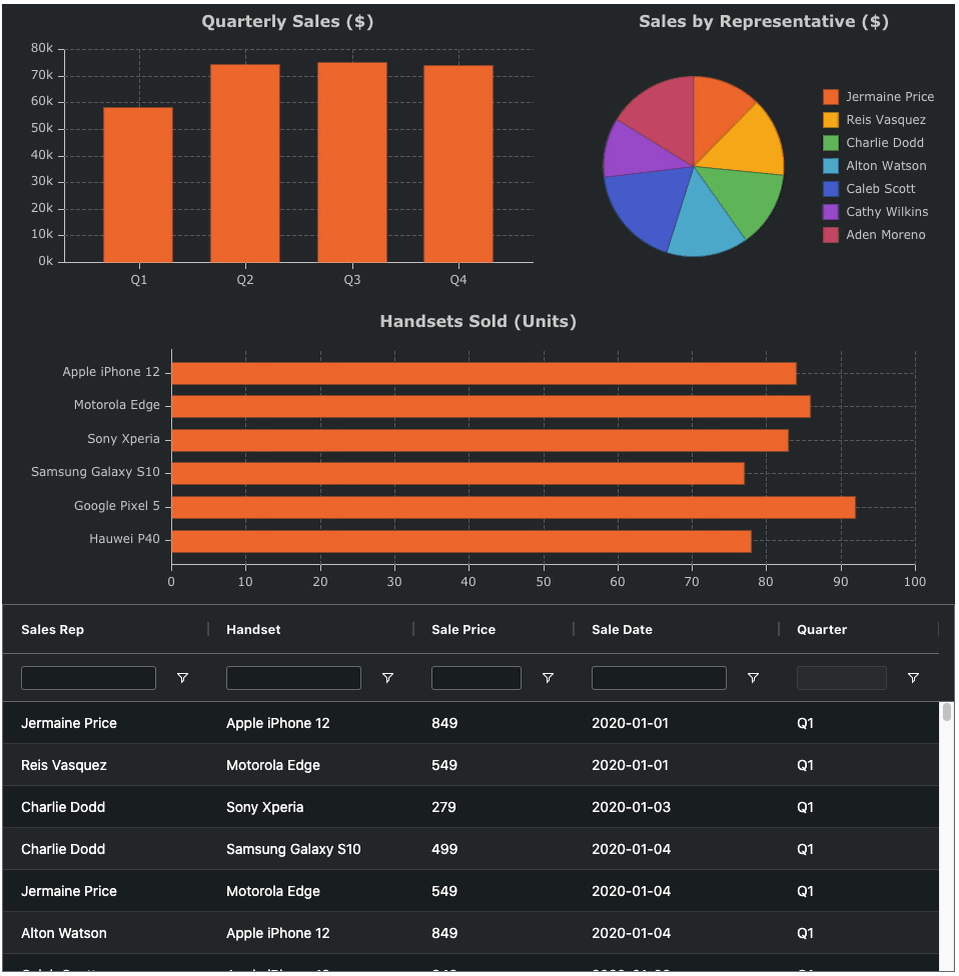 Quarterly Sales ($)
80k
70k
60k
50k
40k
30k
20k
10k
0k
Q1 Q2 Q3 Q4
Sales by Representative ($)
Jermaine Price
Reis Vasquez
Charlie Dodd
Alton Watson
Caleb Scott
Cathy Wilkins
Aden Moreno
Handsets Sold (Units)
Apple iPhone 12
Motorola Edge
Sony Xperia
Samsung Galaxy S10
Google Pixel 5
Hauwei P40
0 10 20 30 40 50 60 70 80 90 100
Sales Rep Handset Sale Price Sale Date Quarter
Jermaine Price Apple iPhone 12 849 2020-01-01 Q1
Reis Vasquez Motorola Edge 549 2020-01-01 Q1
Charlie Dodd Sony Xperia 279 2020-01-03 Q1
Charlie Dodd Samsung Galaxy S10 499 2020-01-04 Q1
Jermaine Price Motorola Edge 549 2020-01-04 Q1
Alton Watson Apple iPhone 12 849 2020-01-04 Q1